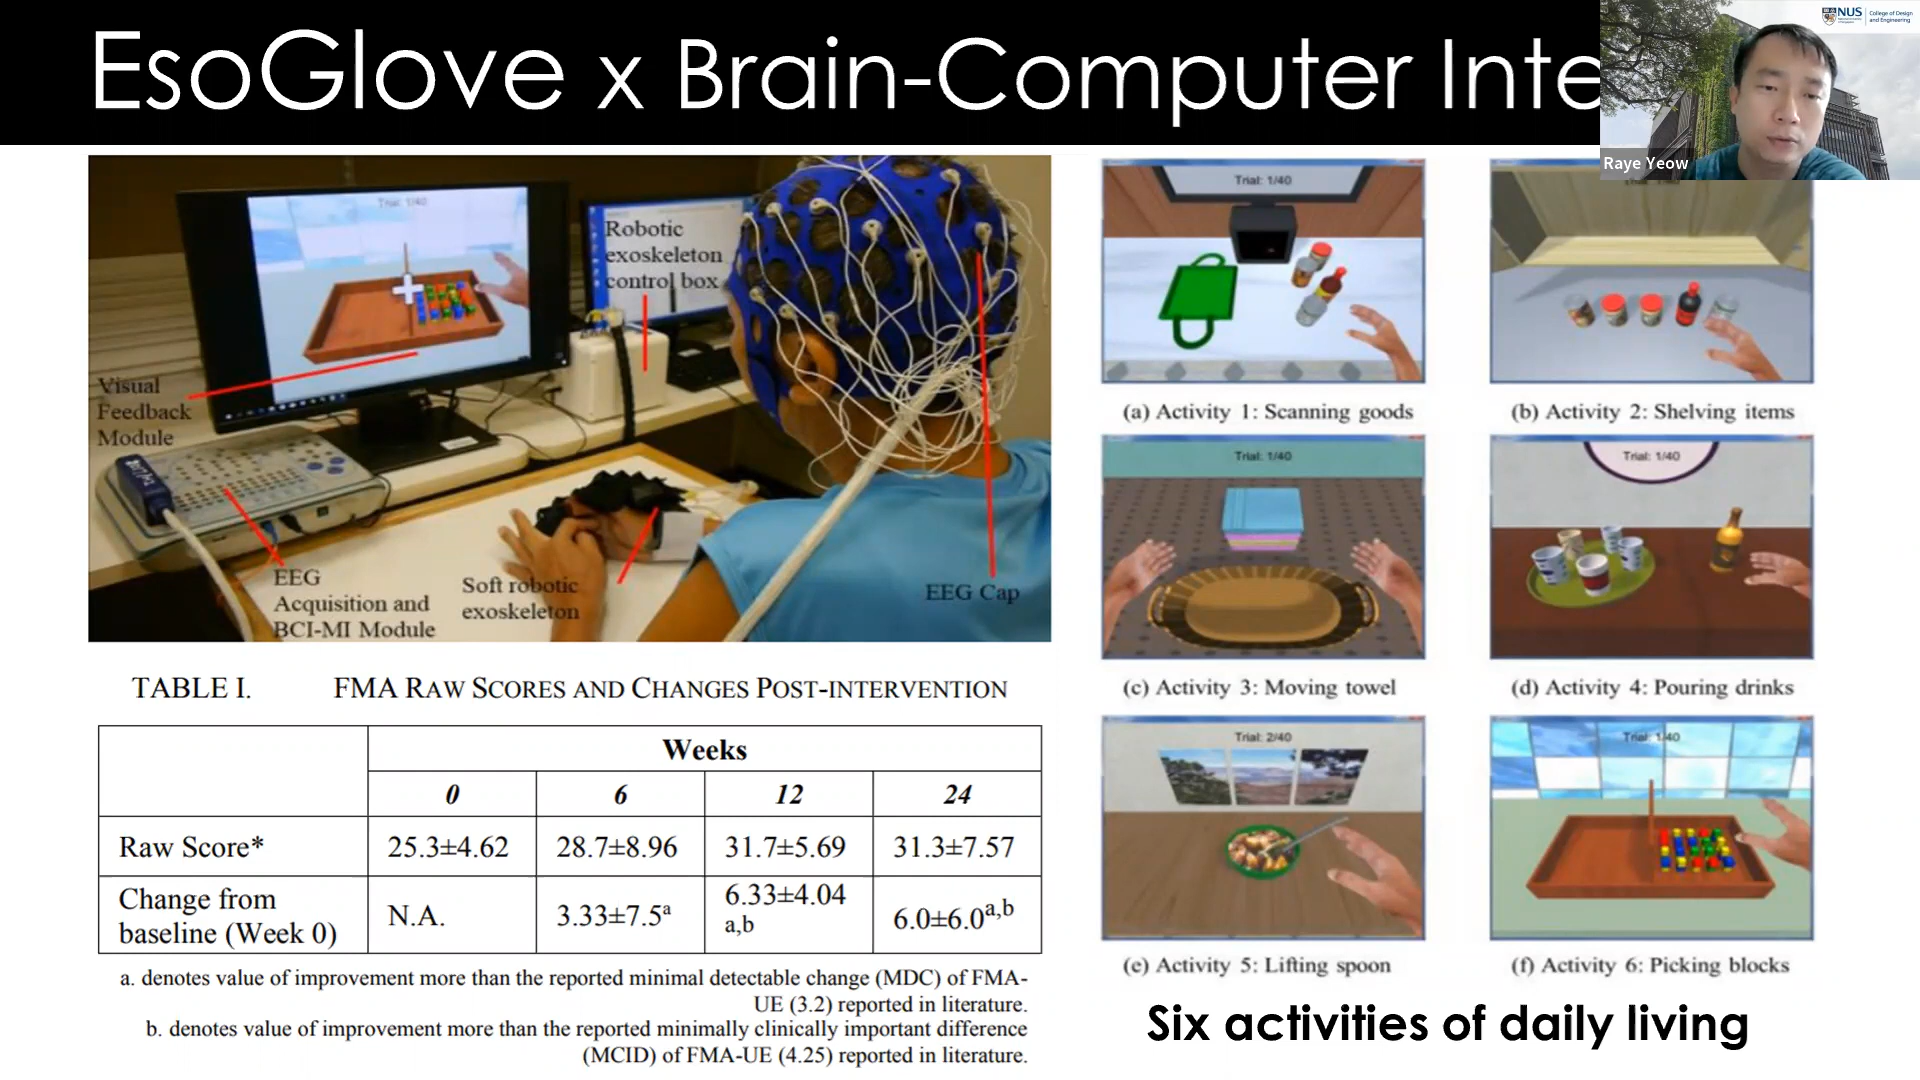 EsoGlove x Brain-Computer Inte
NUS
College of Design
and Engineering
Raye Yeow
Trial: 1/40
Robotic
exoskeleton
control box
Visual
Feedback
Module
EEG
Acquisition and
BCI-MI Module
Soft robotic
exoskeleton
EEG Cap
Trial: 1/40
(a) Activity 1: Scanning goods
(b) Activity 2: Shelving items
Trial: 1/40
Trial: 1/40
(c) Activity 3: Moving towel
(d) Activity 4: Pouring drinks
Trial: 2/40
Trial: 1/40
(e) Activity 5: Lifting spoon
(f) Activity 6: Picking blocks
Six activities of daily living
TABLE I. FMA RAW SCORES AND CHANGES POST-INTERVENTION
Weeks
0 6 12 24
Raw Score* 25.3±4.62 28.7±8.96 31.7±5.69 31.3±7.57
Change from
baseline (Week 0) N.A. 3.33±7.5a 6.33±4.04 a,b 6.0±6.0a,b
a. denotes value of improvement more than the reported minimal detectable change (MDC) of FMA-
UE (3.2) reported in literature.
b. denotes value of improvement more than the reported minimally clinically important difference
(MCID) of FMA-UE (4.25) reported in literature.